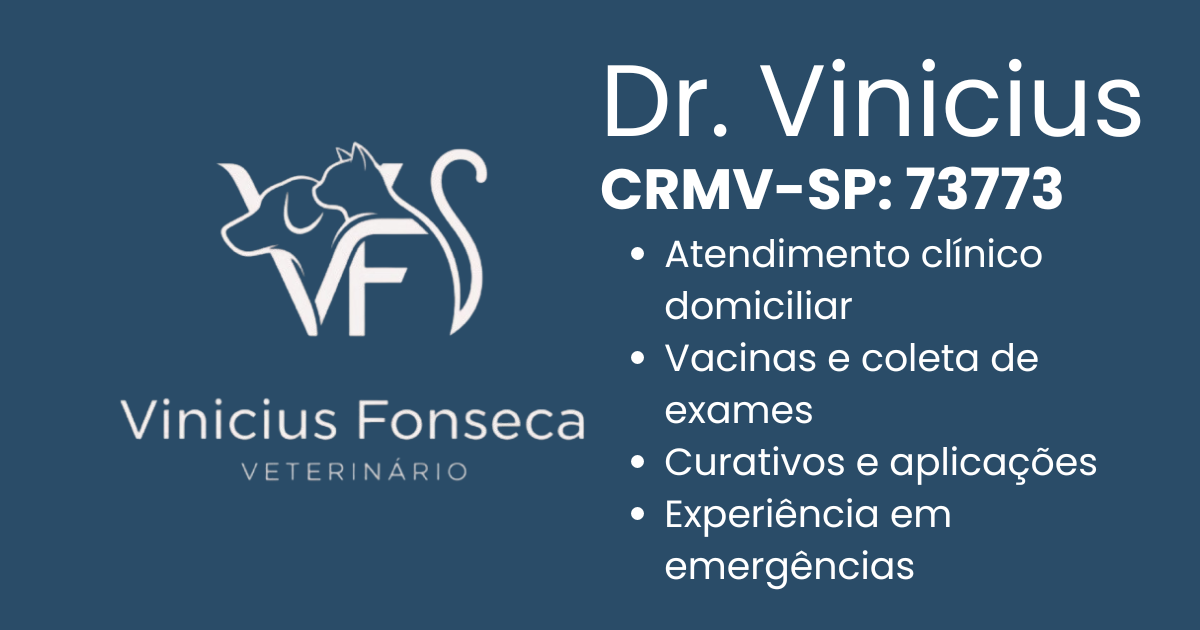 VF
Vinicius Fonseca
VETERINÁRIO
Dr. Vinicius
CRMV-SP: 73773
• Atendimento clínico
domiciliar
• Vacinas e coleta de
exames
• Curativos e aplicações
• Experiência em
emergências